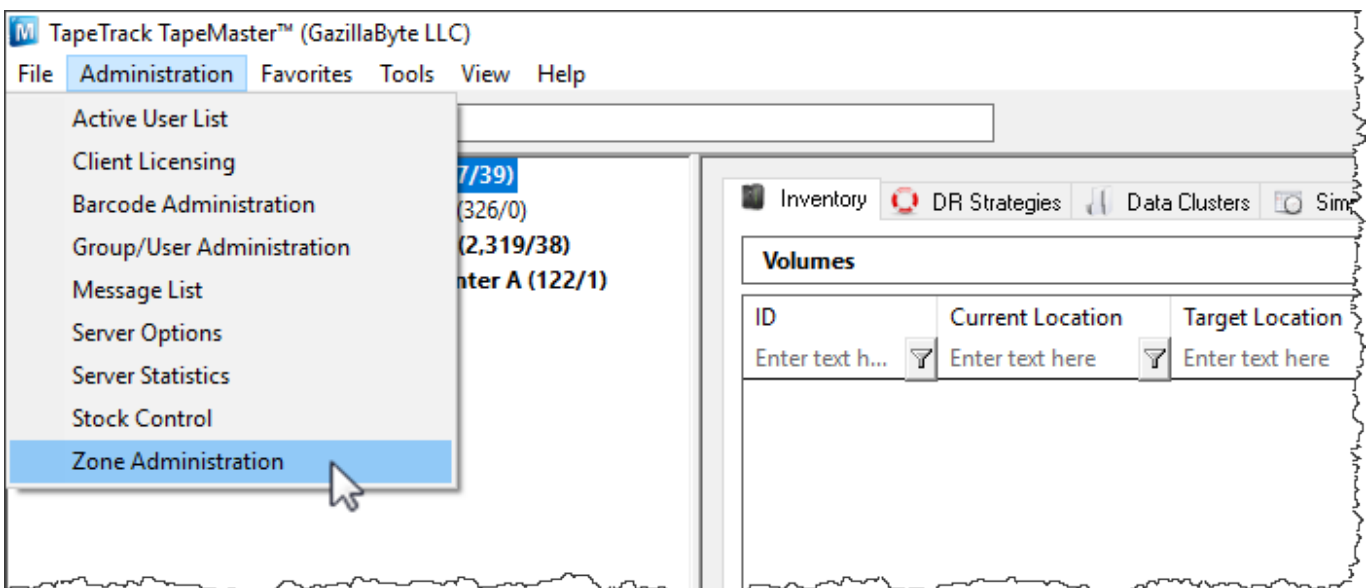 TapeTrack TapeMaster™ (GazillaByte LLC)
File Administration Favorites Tools View Help
Active User List
Client Licensing
Barcode Administration
Group/User Administration
Message List
Server Options
Server Statistics
Stock Control
Zone Administration
7/39)
(326/0)
(2,319/38)
nter A (122/1)
Inventory DR Strategies Data Clusters Sim
Volumes
ID Current Location Target Location
Enter text h... Enter text here Enter text here